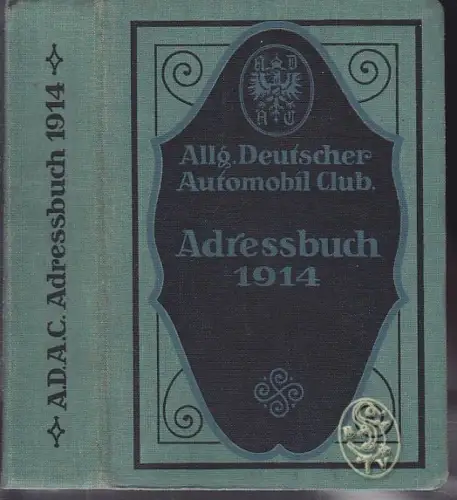 A.D.A.C. Adressbuch 1914
A D
A C
Allg. Deutscher
Automobil Club.
Adressbuch
1914